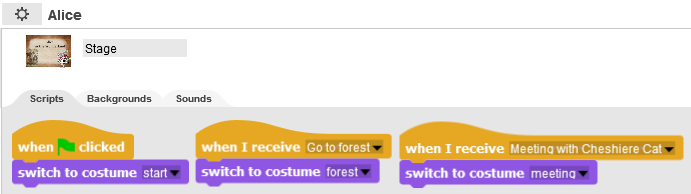 Alice
Stage
Scripts Backgrounds Sounds
when clicked
switch to costume start
when I receive Go to forest
switch to costume forest
when I receive Meeting with Cheshiere Cat
switch to costume meeting